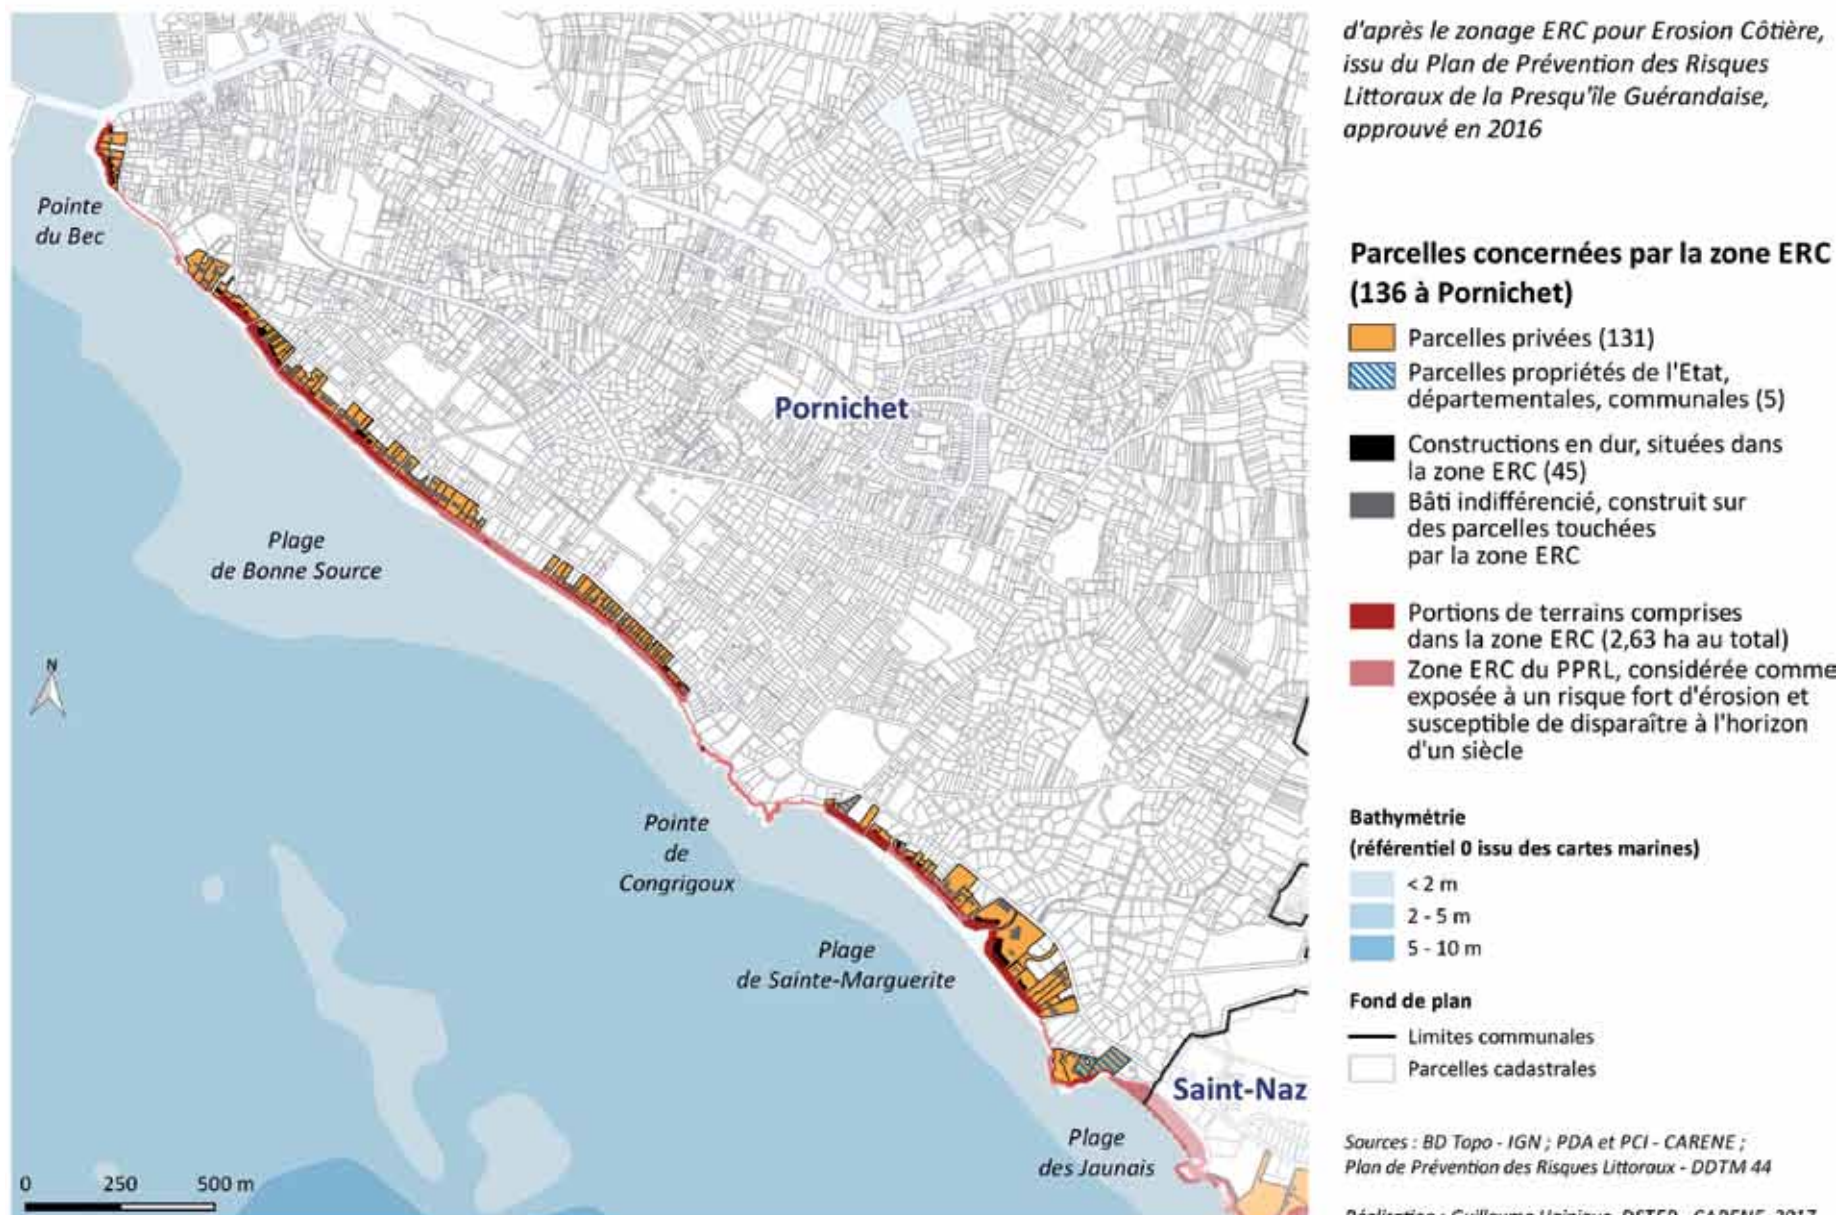 d'après le zonage ERC pour Erosion Côtière,
issu du Plan de Prévention des Risques
Littoraux de la Presqu'île Guérandaise,
approuvé en 2016
Parcelles concernées par la zone ERC
(136 à Pornichet)
Parcelles privées (131)
Parcelles propriétés de l'Etat,
départementales, communales (5)
Constructions en dur, situées dans
la zone ERC (45)
Bâti indifférencié, construit sur
des parcelles touchées
par la zone ERC
Portions de terrains comprises
dans la zone ERC (2,63 ha au total)
Zone ERC du PPRL, considérée comme
exposée à un risque fort d'érosion et
susceptible de disparaître à l'horizon
d'un siècle
Bathymétrie
(référentiel 0 issu des cartes marines)
< 2 m
2 - 5 m
5 - 10 m
Fond de plan
Limites communales
Parcelles cadastrales
Sources : BD Topo - IGN ; PDA et PCI - CARENE ;
Plan de Prévention des Risques Littoraux - DDTM 44
Pointe
du Bec
Pornichet
Plage
de Bonne Source
N
Pointe
de
Congrigoux
Plage
de Sainte-Marguerite
Saint-Naz
Plage
des Jaunais
0 250 500 m